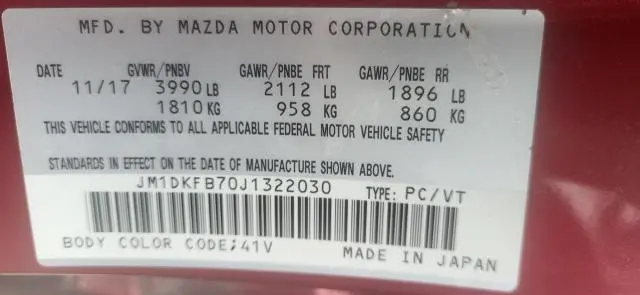 MFD. BY MAZDA MOTOR CORPORATION
DATE GVWR/PNBV GAWR/PNBE FRT GAWR/PNBE RR
11/17 3990 LB 2112 LB 1896 LB
1810 KG 958 KG 860 KG
THIS VEHICLE CONFORMS TO ALL APPLICABLE FEDERAL MOTOR VEHICLE SAFETY
STANDARDS IN EFFECT ON THE DATE OF MANUFACTURE SHOWN ABOVE.
JM1DKFB70J1322030 TYPE: PC/VT
BODY COLOR CODE;41V MADE IN JAPAN